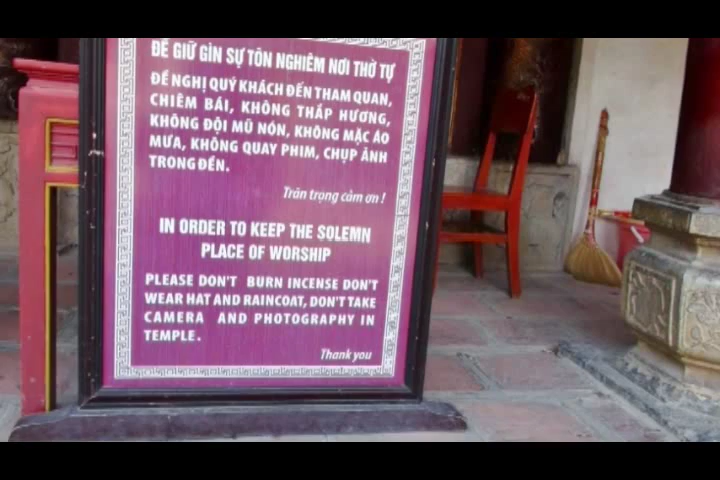 ĐỂ GIỮ GÌN SỰ TÔN NGHIÊM NƠI THỜ TỰ
ĐỀ NGHỊ QUÝ KHÁCH ĐẾN THAM QUAN,
CHIÊM BÁI, KHÔNG THẮP HƯƠNG,
KHÔNG ĐỘI MŨ NÓN, KHÔNG MẶC ÁO
MƯA, KHÔNG QUAY PHIM, CHỤP ẢNH
TRONG ĐỀN.
Trân trọng cảm ơn !
IN ORDER TO KEEP THE SOLEMN
PLACE OF WORSHIP
PLEASE DON'T BURN INCENSE DON'T
WEAR HAT AND RAINCOAT, DON'T TAKE
CAMERA AND PHOTOGRAPHY IN
TEMPLE.
Thank you